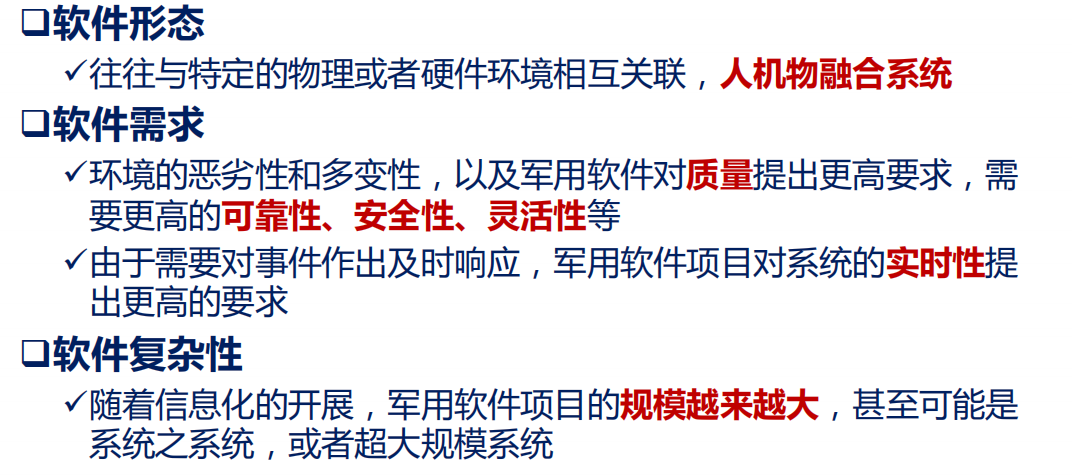 ❑软件形态
✓往往与特定的物理或者硬件环境相互关联，人机物融合系统
❑软件需求
✓环境的恶劣性和多变性，以及军用软件对质量提出更高要求，需
要更高的可靠性、安全性、灵活性等
✓由于需要对事件作出及时响应，军用软件项目对系统的实时性提
出更高的要求
❑软件复杂性
✓随着信息化的开展，军用软件项目的规模越来越大，甚至可能是
系统之系统，或者超大规模系统